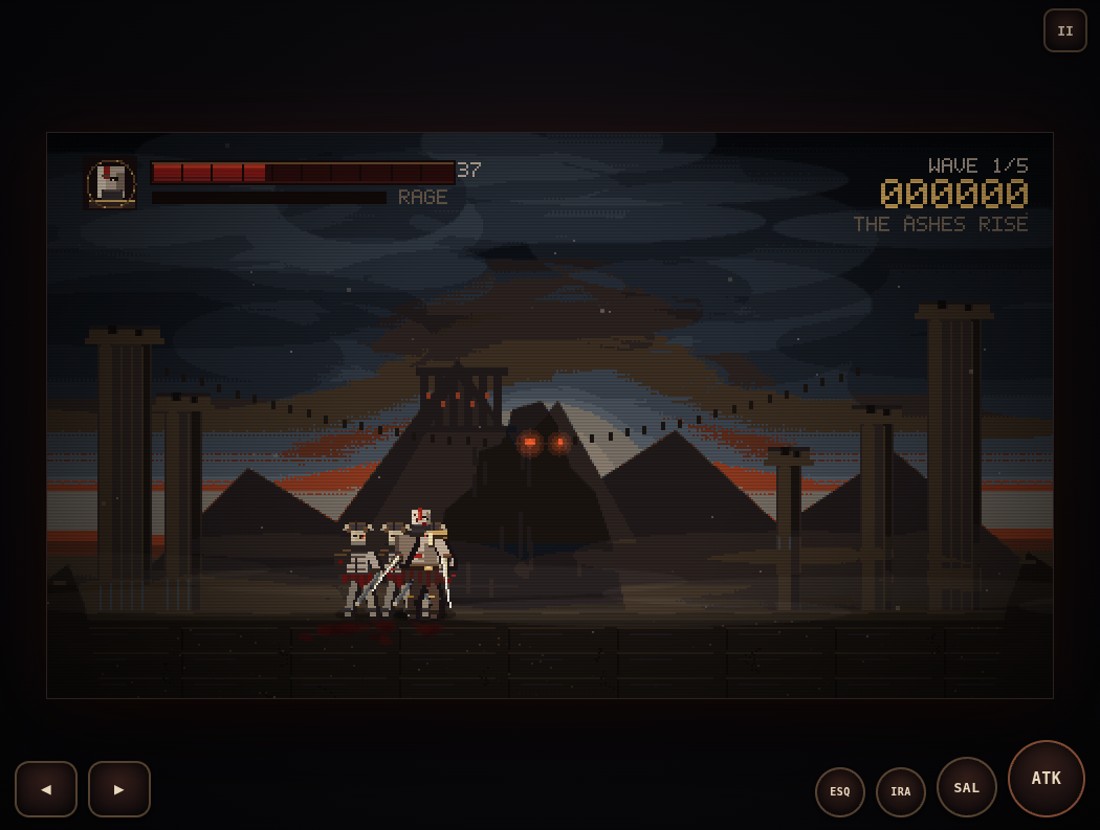 II
37
RAGE
WAVE 1/5
000000
THE ASHES RISE
ESQ
IRA
SAL
ATK